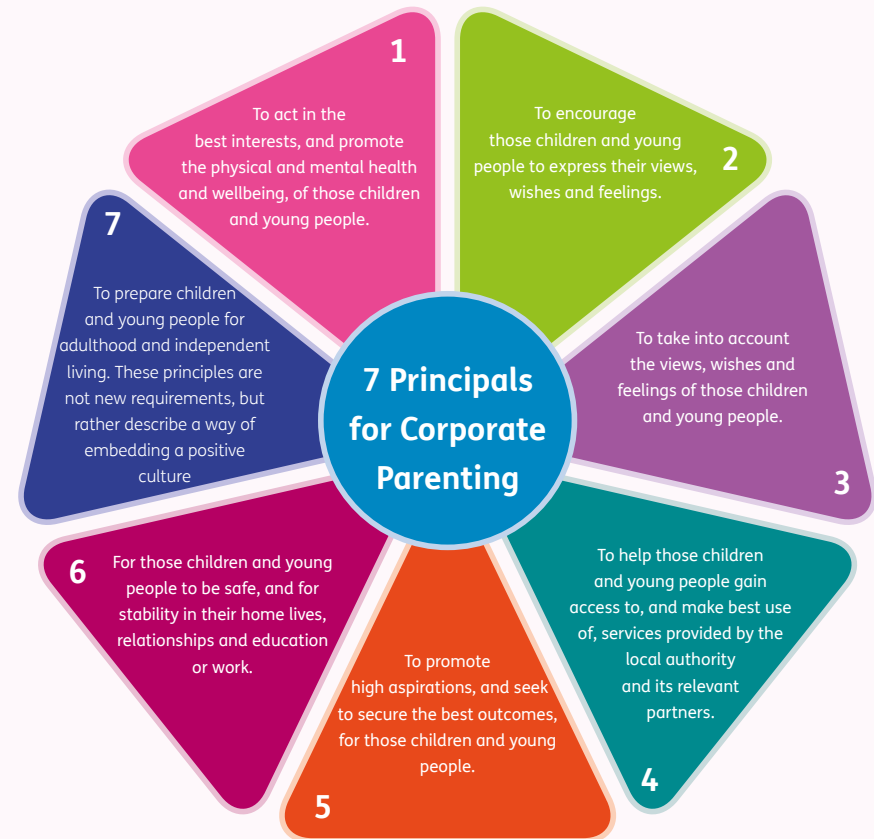 7 Principals
for Corporate
Parenting
1
To act in the
best interests, and promote
the physical and mental health
and wellbeing, of those children
and young people.
2
To encourage
those children and young
people to express their views,
wishes and feelings.
3
To take into account
the views, wishes and
feelings of those children
and young people.
4
To help those children
and young people gain
access to, and make best use
of, services provided by the
local authority
and its relevant
partners.
5
To promote
high aspirations, and seek
to secure the best outcomes,
for those children and young
people.
6
For those children and young
people to be safe, and for
stability in their home lives,
relationships and education
or work.
7
To prepare children
and young people for
adulthood and independent
living. These principles are
not new requirements, but
rather describe a way of
embedding a positive
culture